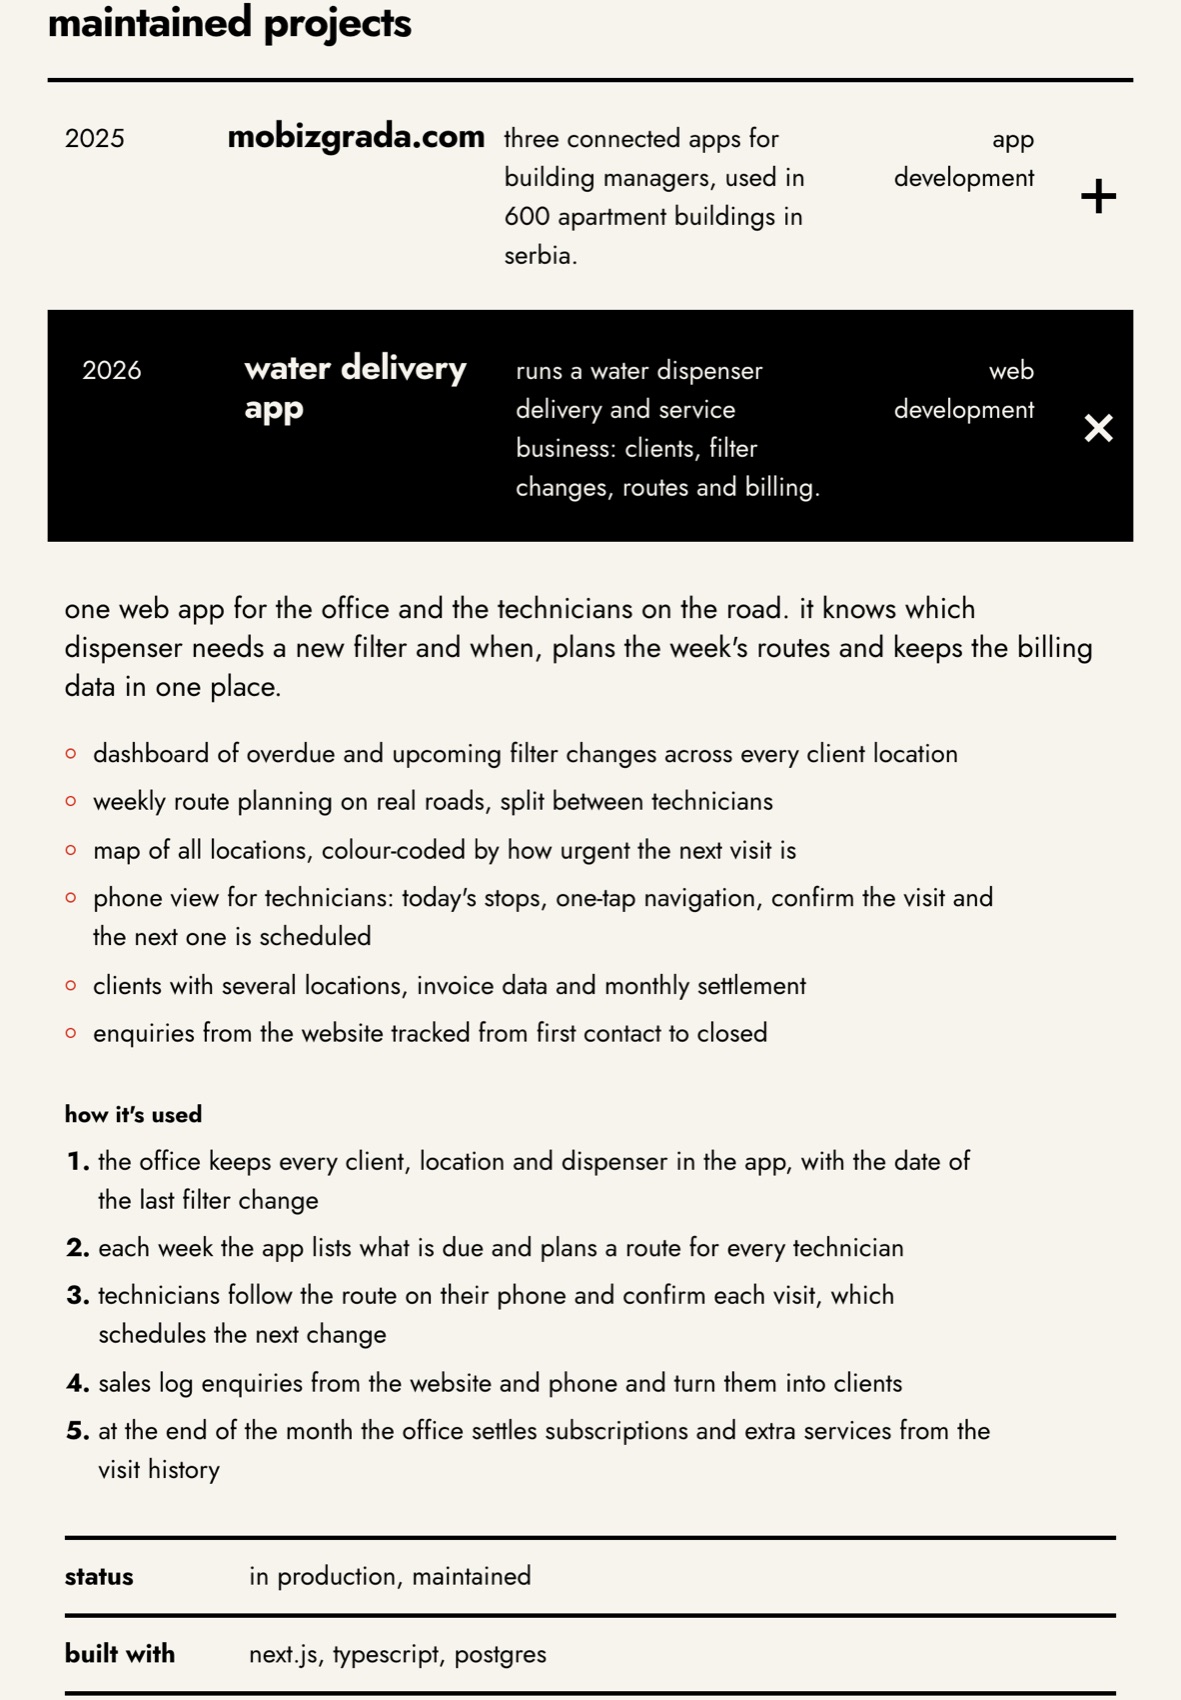 maintained projects
2025
mobizgrada.com
three connected apps for
building managers, used in
600 apartment buildings in
serbia.
app
development
+
2026
water delivery
app
runs a water dispenser
delivery and service
business: clients, filter
changes, routes and billing.
web
development
×
one web app for the office and the technicians on the road. it knows which
dispenser needs a new filter and when, plans the week's routes and keeps the billing
data in one place.
dashboard of overdue and upcoming filter changes across every client location
weekly route planning on real roads, split between technicians
map of all locations, colour-coded by how urgent the next visit is
phone view for technicians: today's stops, one-tap navigation, confirm the visit and
the next one is scheduled
clients with several locations, invoice data and monthly settlement
enquiries from the website tracked from first contact to closed
how it's used
1. the office keeps every client, location and dispenser in the app, with the date of
the last filter change
2. each week the app lists what is due and plans a route for every technician
3. technicians follow the route on their phone and confirm each visit, which
schedules the next change
4. sales log enquiries from the website and phone and turn them into clients
5. at the end of the month the office settles subscriptions and extra services from the
visit history
status in production, maintained
built with next.js, typescript, postgres